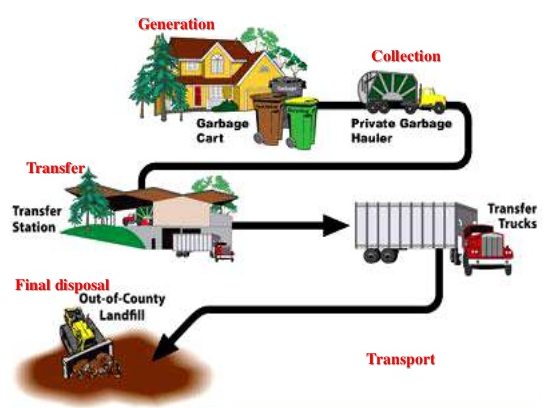 Generation
Collection
Garbage
Cart
Private Garbage
Hauler
Transfer
Transfer
Station
Transfer
Trucks
Final disposal
Out-of-County
Landfill
Transport